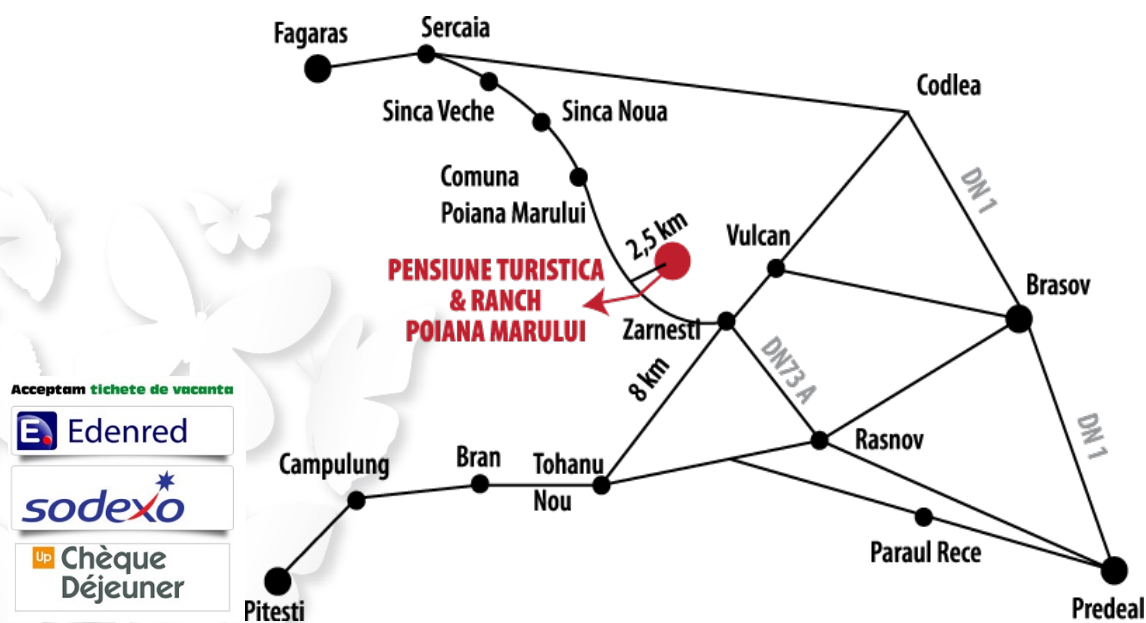 Fagaras
Sercaia
Codlea
Sinca Veche
Sinca Noua
DN 1
Comuna
Poiana Marului
2,5 km
Vulcan
PENSIUNE TURISTICA
& RANCH
POIANA MARULUI
Brasov
Zarnesti
DN73 A
8 km
DN 1
Acceptam tichete de vacanta
E Edenred
sodexo
Up Chèque
Déjeuner
Campulung
Bran
Tohanu
Nou
Rasnov
Paraul Rece
Pitesti
Predeal